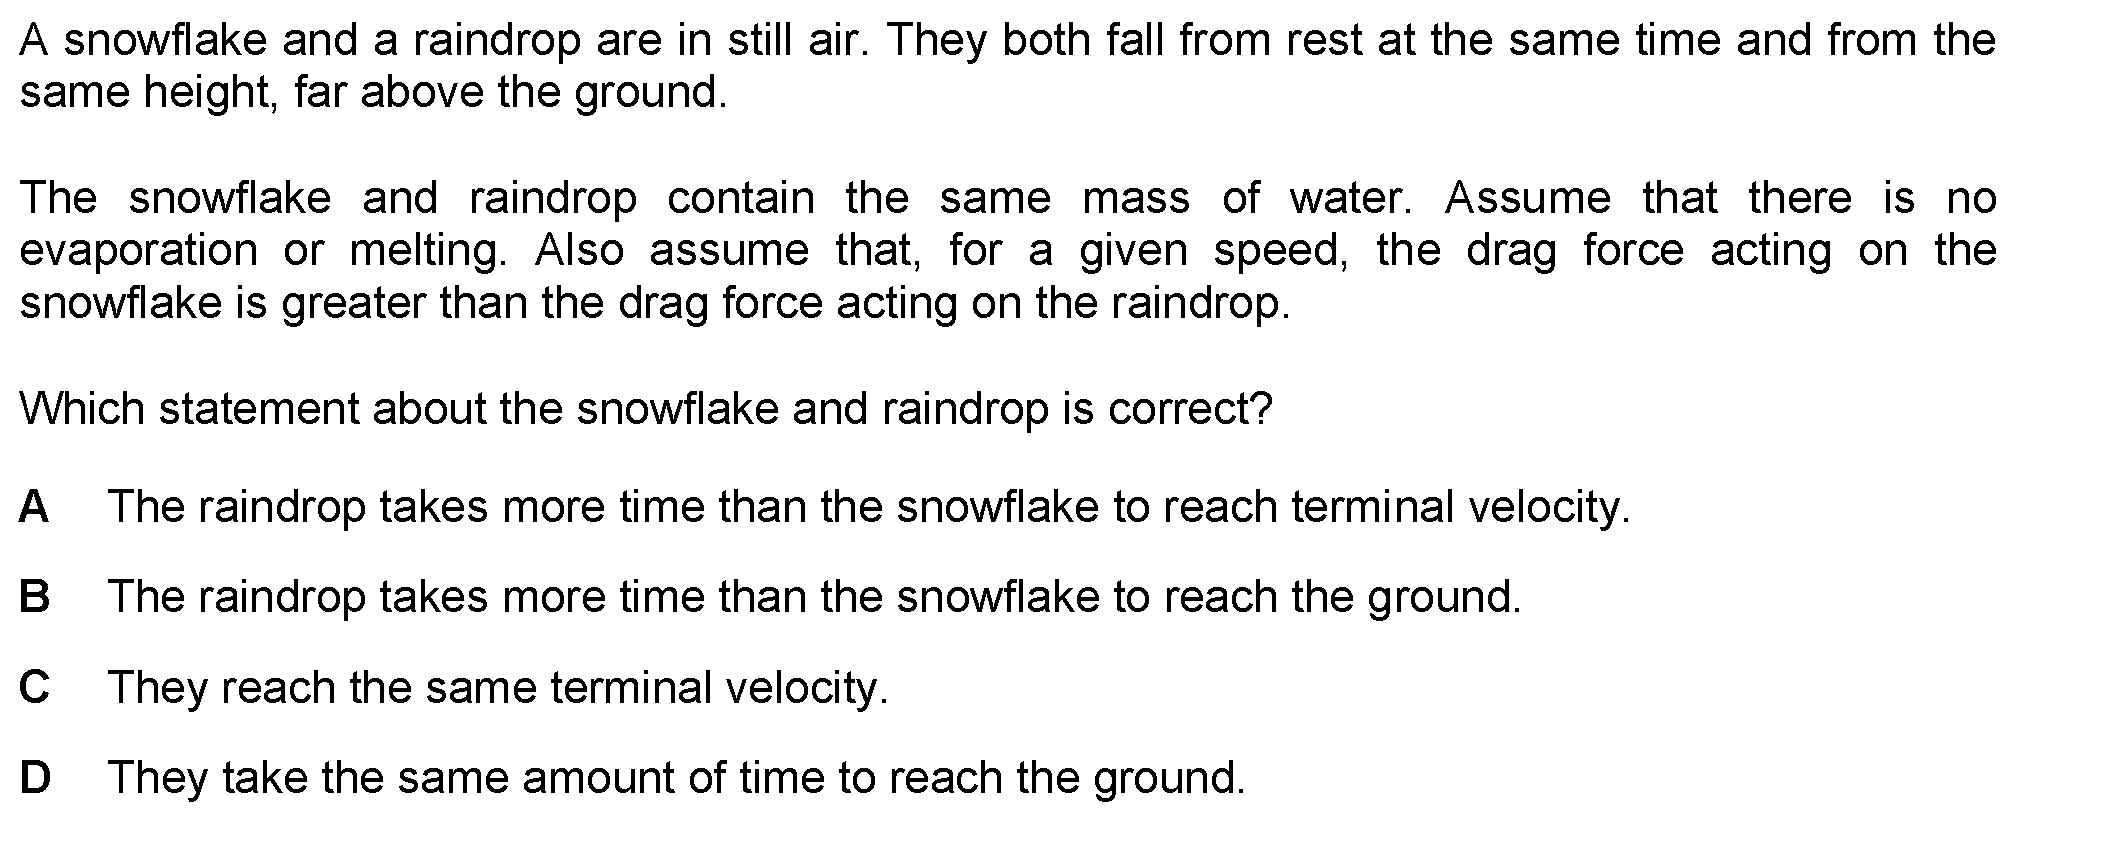 A snowflake and a raindrop are in still air. They both fall from rest at the same time and from the
same height, far above the ground.
The snowflake and raindrop contain the same mass of water. Assume that there is no
evaporation or melting. Also assume that, for a given speed, the drag force acting on the
snowflake is greater than the drag force acting on the raindrop.
Which statement about the snowflake and raindrop is correct?
A The raindrop takes more time than the snowflake to reach terminal velocity.
B The raindrop takes more time than the snowflake to reach the ground.
C They reach the same terminal velocity.
D They take the same amount of time to reach the ground.